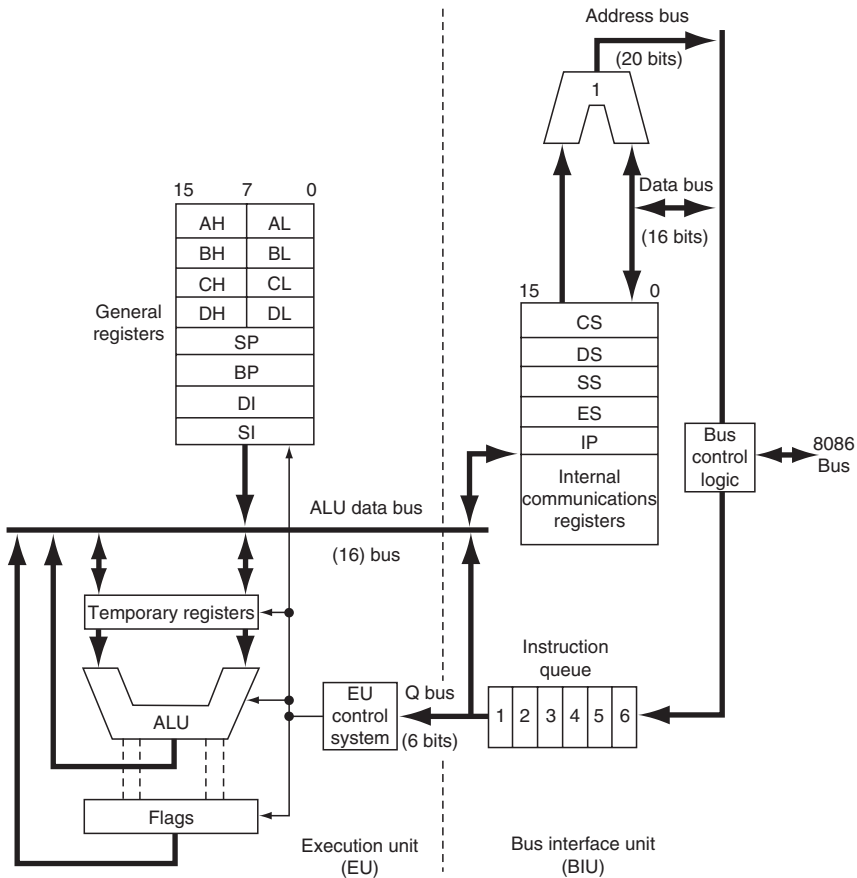 Address bus
(20 bits)
1
Data bus
(16 bits)
15 7 0
AH AL
BH BL
CH CL
DH DL
SP
BP
DI
SI
General
registers
15 0
CS
DS
SS
ES
IP
Internal
communications
registers
Bus
control
logic
8086
Bus
ALU data bus
(16) bus
Temporary registers
ALU
Flags
EU
control
system
Q bus
(6 bits)
Instruction
queue
1 2 3 4 5 6
Execution unit
(EU)
Bus interface unit
(BIU)